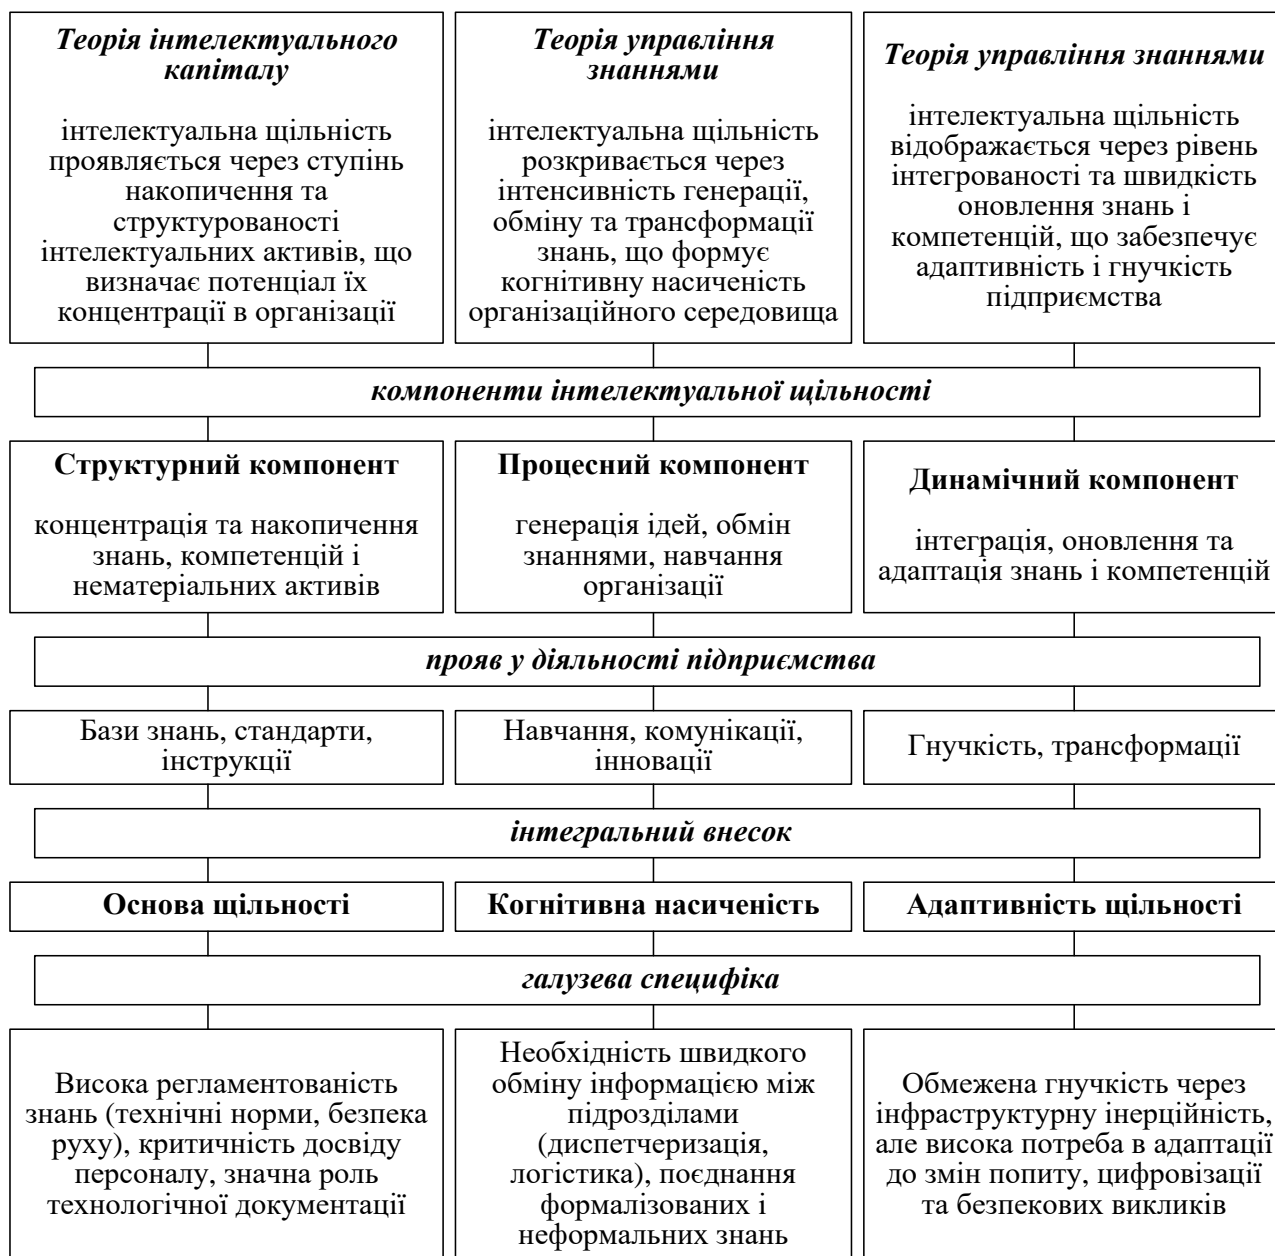 Теорія інтелектуального
капіталу
інтелектуальна щільність
проявляється через ступінь
накопичення та
структурованості
інтелектуальних активів, що
визначає потенціал їх
концентрації в організації
Теорія управління
знаннями
інтелектуальна щільність
розкривається через
інтенсивність генерації,
обміну та трансформації
знань, що формує
когнітивну насиченість
організаційного середовища
Теорія управління знаннями
інтелектуальна щільність
відображається через рівень
інтегрованості та швидкість
оновлення знань і
компетенцій, що забезпечує
адаптивність і гнучкість
підприємства
компоненти інтелектуальної щільності
Структурний компонент
концентрація та накопичення
знань, компетенцій і
нематеріальних активів
Процесний компонент
генерація ідей, обмін
знаннями, навчання
організації
Динамічний компонент
інтеграція, оновлення та
адаптація знань і компетенцій
прояв у діяльності підприємства
Бази знань, стандарти,
інструкції
Навчання, комунікації,
інновації
Гнучкість, трансформації
інтегральний внесок
Основа щільності
Когнітивна насиченість
Адаптивність щільності
галузева специфіка
Висока регламентованість
знань (технічні норми, безпека
руху), критичність досвіду
персоналу, значна роль
технологічної документації
Необхідність швидкого
обміну інформацією між
підрозділами
(диспетчеризація,
логістика), поєднання
формалізованих і
неформальних знань
Обмежена гнучкість через
інфраструктурну інерційність,
але висока потреба в адаптації
до змін попиту, цифровізації
та безпекових викликів